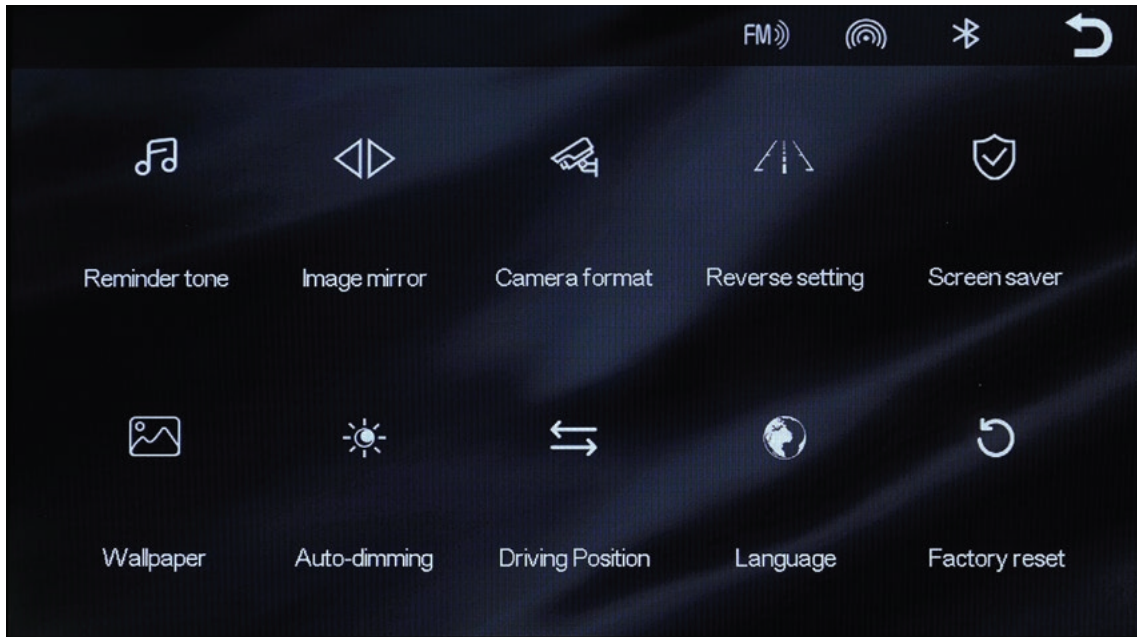 FM
Reminder tone
Image mirror
Camera format
Reverse setting
Screen saver
Wallpaper
Auto-dimming
Driving Position
Language
Factory reset